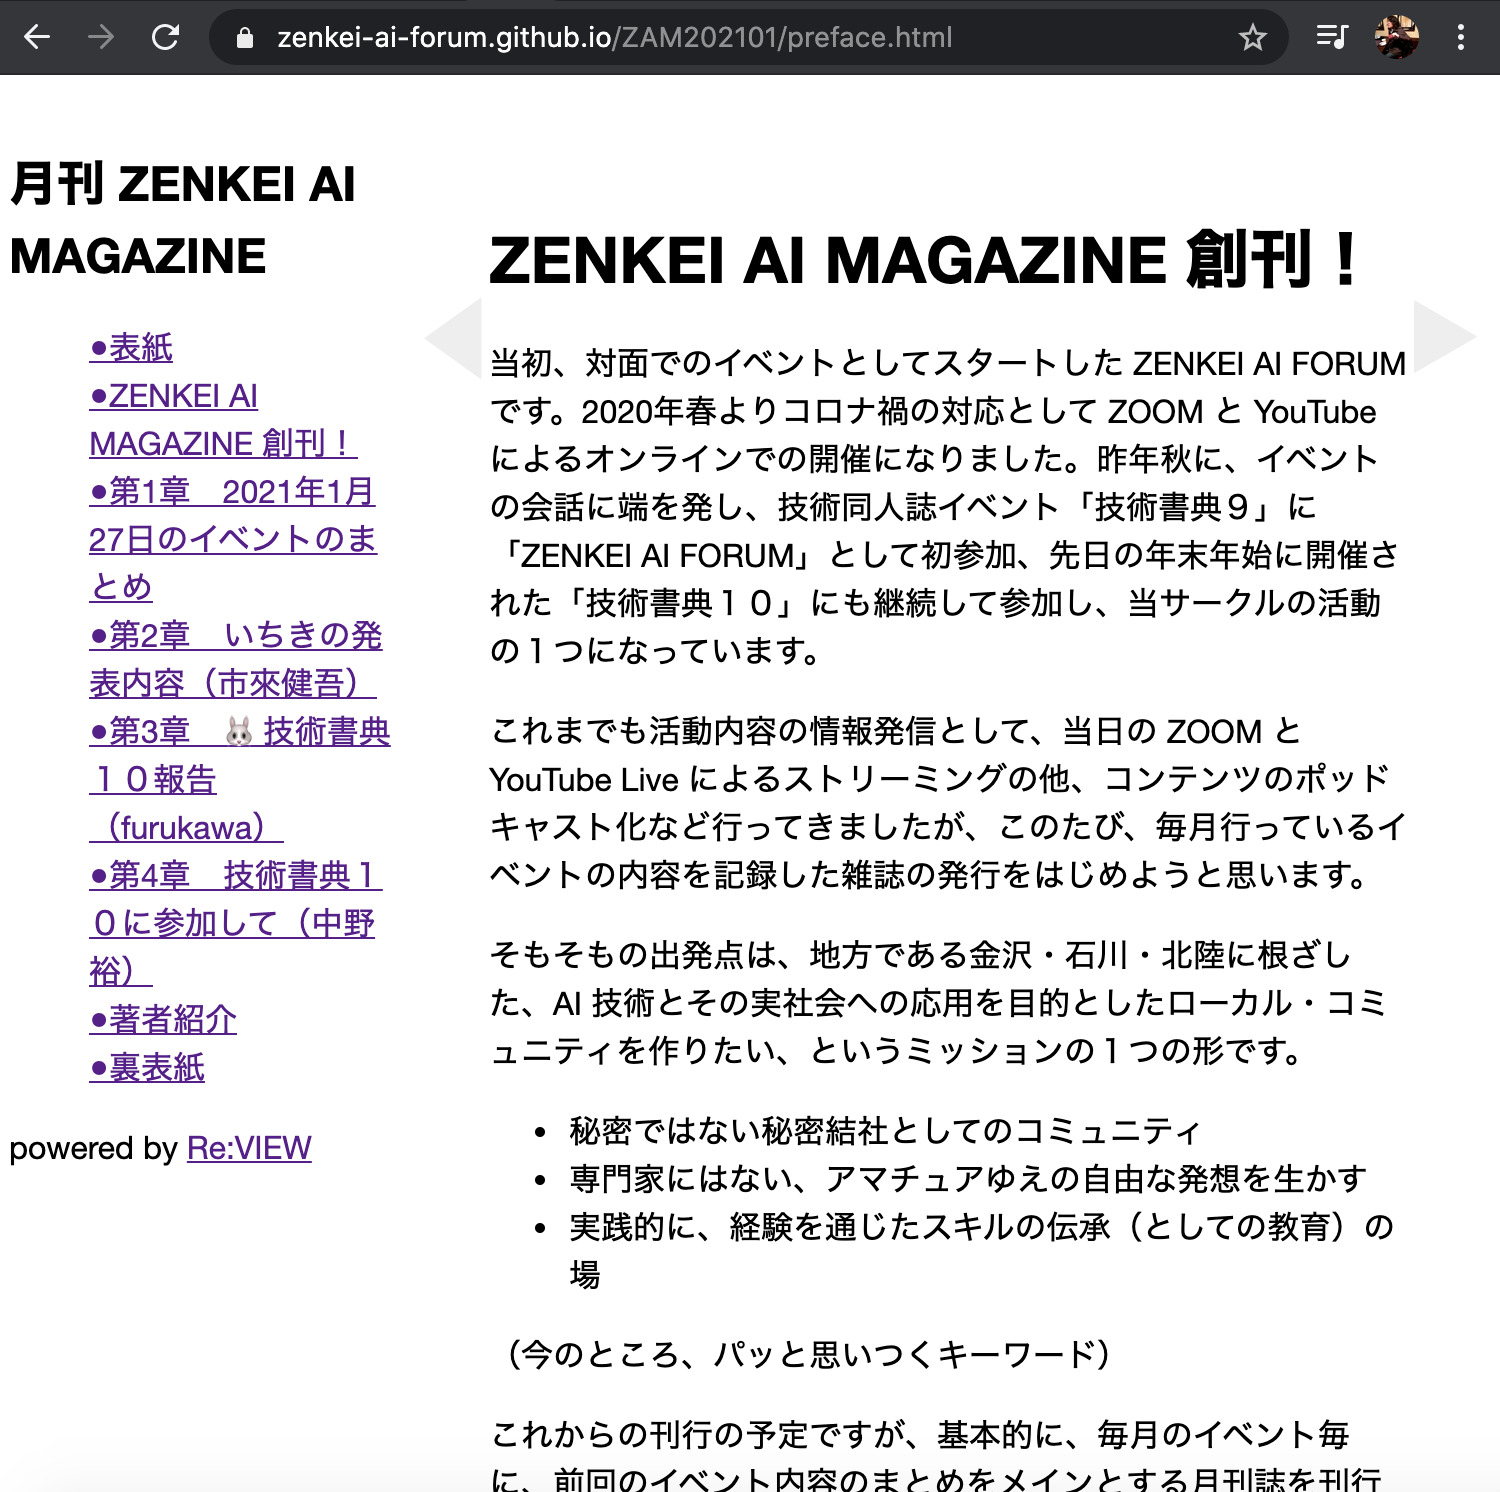 zenkei-ai-forum.github.io/ZAM202101/preface.html
月刊 ZENKEI AI
MAGAZINE
●表紙
●ZENKEI AI
MAGAZINE 創刊！
●第1章　2021年1月
27日のイベントのま
とめ
●第2章　いちきの発
表内容（市來健吾）
●第3章　🐰 技術書典
１０報告
（furukawa）
●第4章　技術書典１
０に参加して（中野
裕）
●著者紹介
●裏表紙
powered by Re:VIEW
ZENKEI AI MAGAZINE 創刊！
当初、対面でのイベントとしてスタートした ZENKEI AI FORUM
です。2020年春よりコロナ禍の対応として ZOOM と YouTube
によるオンラインでの開催になりました。昨年秋に、イベント
の会話に端を発し、技術同人誌イベント「技術書典９」に
「ZENKEI AI FORUM」として初参加、先日の年末年始に開催さ
れた「技術書典１０」にも継続して参加し、当サークルの活動
の１つになっています。
これまでも活動内容の情報発信として、当日の ZOOM と
YouTube Live によるストリーミングの他、コンテンツのポッド
キャスト化など行ってきましたが、このたび、毎月行っているイ
ベントの内容を記録した雑誌の発行をはじめようと思います。
そもそもの出発点は、地方である金沢・石川・北陸に根ざし
た、AI 技術とその実社会への応用を目的としたローカル・コミ
ュニティを作りたい、というミッションの１つの形です。
• 秘密ではない秘密結社としてのコミュニティ
• 専門家にはない、アマチュアゆえの自由な発想を生かす
• 実践的に、経験を通じたスキルの伝承（としての教育）の
場
（今のところ、パッと思いつくキーワード）
これからの刊行の予定ですが、基本的に、毎月のイベント毎
に、前回のイベント内容のまとめをメインとする月刊誌を刊行